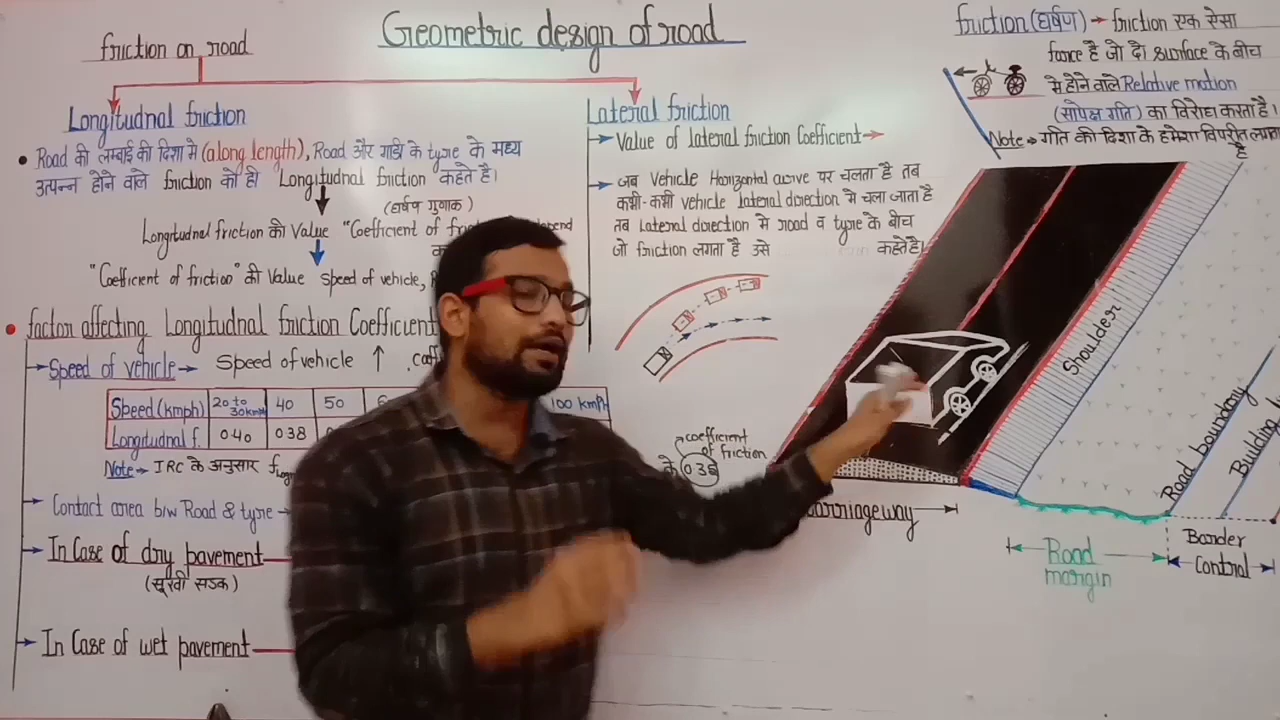 Geometric design of road
friction on road
Longitudnal friction
Road की लम्बाई की दिशा मे (along length), Road और गाडी के tyre के मध्य
उत्पन्न होने वाले friction को ही Longitudnal friction कहते है।
(घर्षण गुणांक)
Longitudnal friction की Value "Coefficient of
"Coefficient of friction" की Value Speed of vehicle,
factor affecting Longitudnal friction Coefficient
Speed of vehicle → Speed of vehicle ↑
Speed (kmph) 20 to 30 kmph 40 50 100 kmph
Longitudnal f. 0.40 0.38
Note → IRC के अनुसार
Contact area b/w Road & tyre →
In Case of dry pavement
(सूखी सडक)
In Case of wet pavement
Lateral friction
Value of lateral friction Coefficient →
जब Vehicle Horizontal curve पर चलता है तब
कभी-कभी vehicle lateral direction मे चला जाता है
तब Lateral direction मे road व tyre के बीच
जो friction लगता है उसे कहते है।
coefficient
of friction
friction (घर्षण) → friction एक ऐसा
force है जो दो surface के बीच
मे होने वाले Relative motion
(सापेक्ष गति) का विरोध करता है।
Note → गति की दिशा के हमेशा विपरीत लगता
है
Shoulder
Road boundary
Building
Carriageway
Road
margin
Border
Control